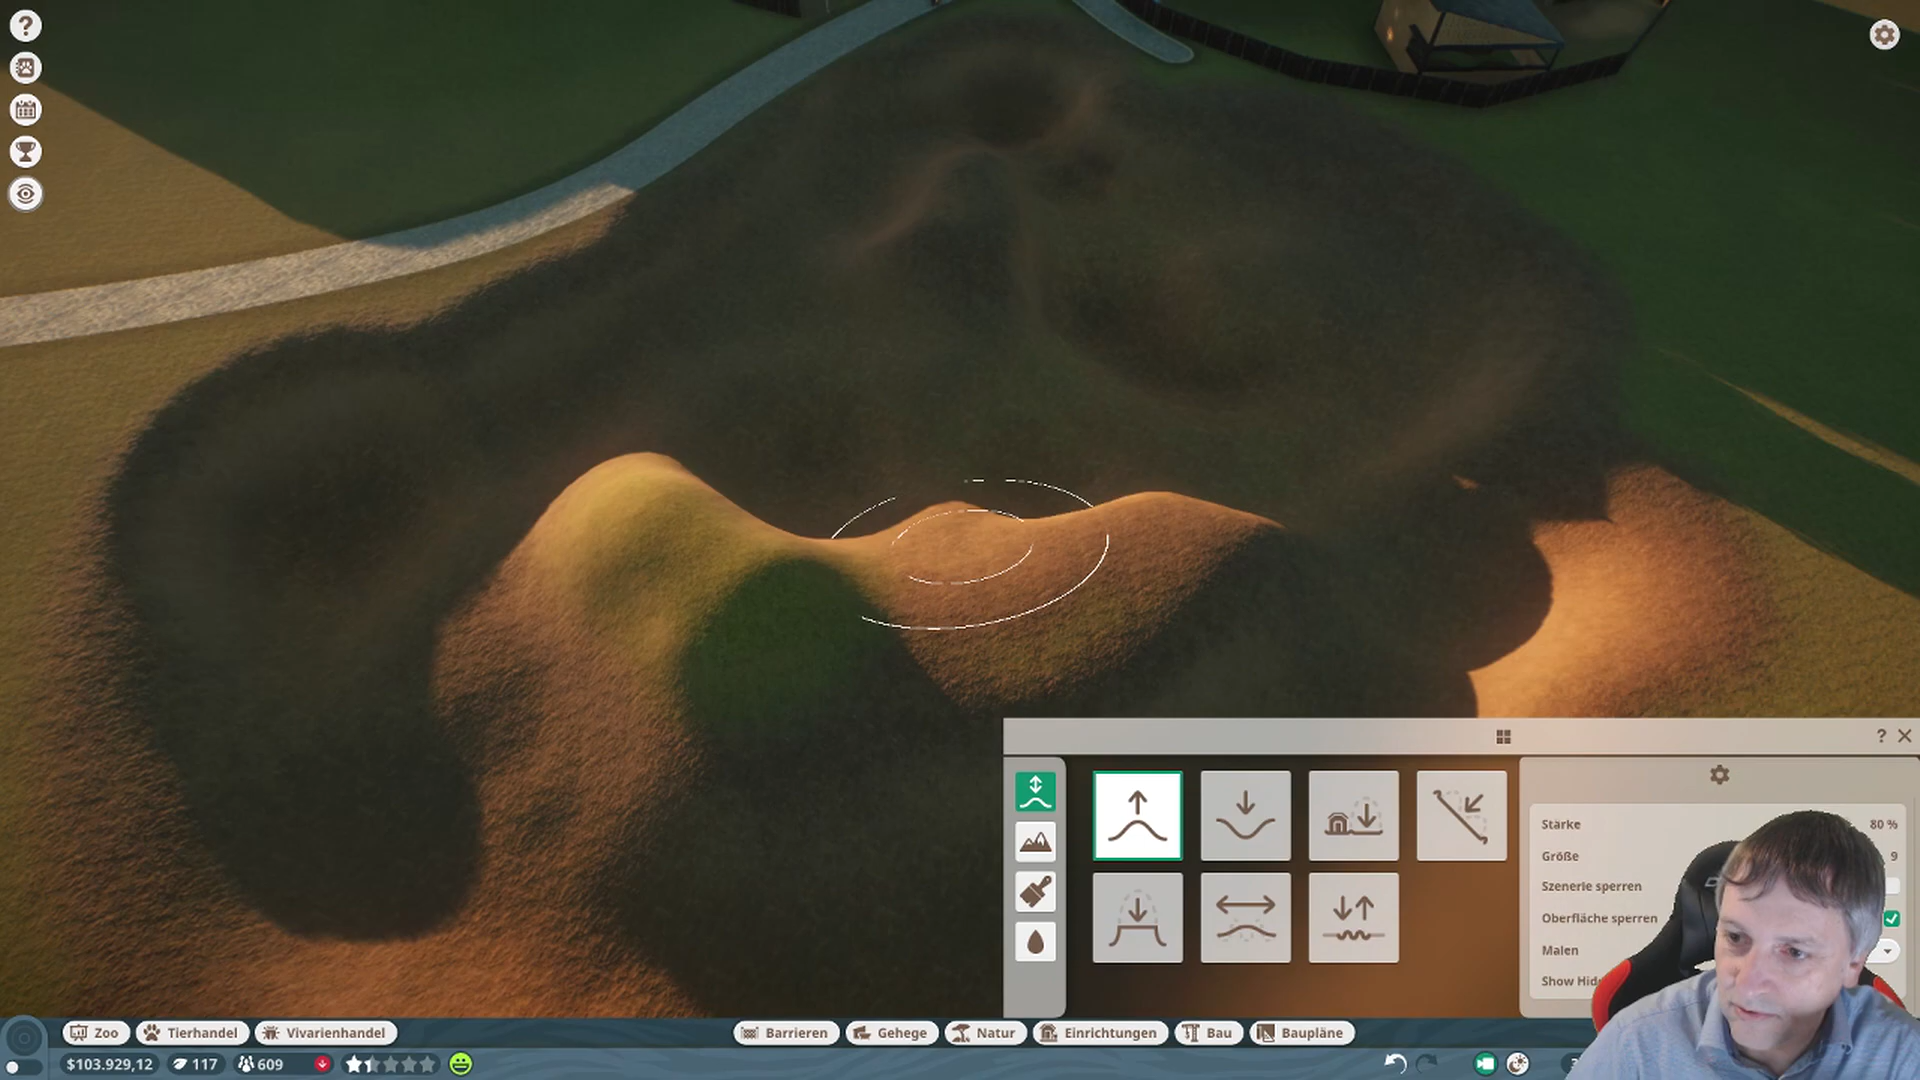 ?
? ×
Stärke 80 %
Größe 9
Szenerie sperren
Oberfläche sperren
Malen
Show Hid
Zoo Tierhandel Vivarienhandel Barrieren Gehege Natur Einrichtungen Bau Baupläne
$103.929,12 117 609